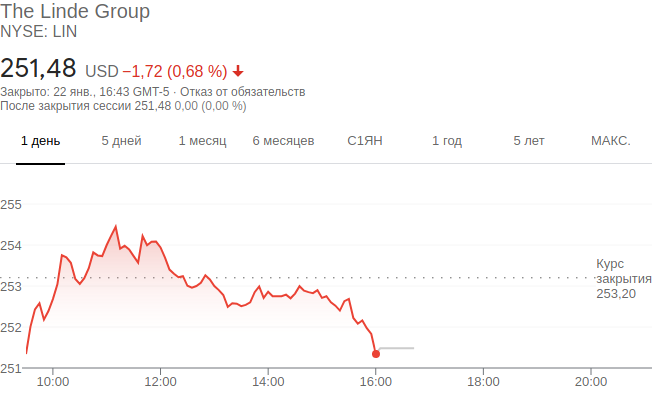 The Linde Group
NYSE: LIN
251,48 USD −1,72 (0,68 %)
Закрыто: 22 янв., 16:43 GMT-5 · Отказ от обязательств
После закрытия сессии 251,48 0,00 (0,00 %)
1 день 5 дней 1 месяц 6 месяцев С1ЯН 1 год 5 лет МАКС.
255
254
Курс
закрытия
253,20
253
252
251
10:00 12:00 14:00 16:00 18:00 20:00